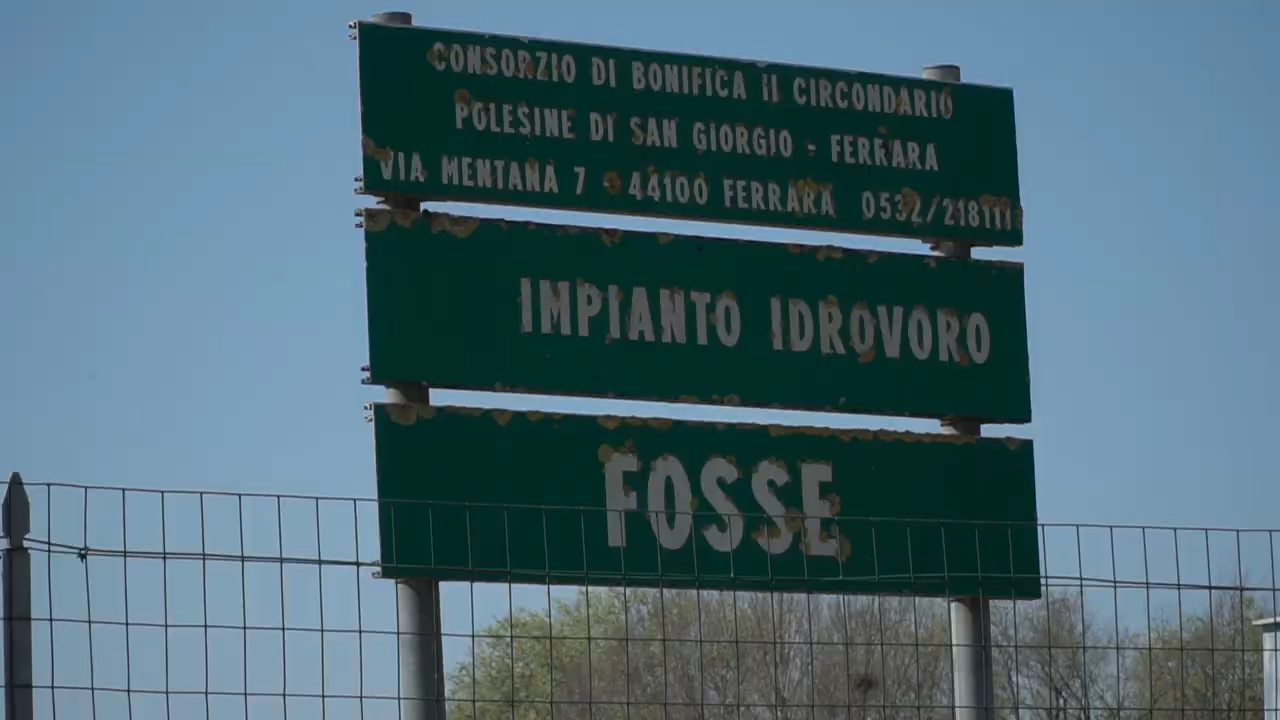 CONSORZIO DI BONIFICA II CIRCONDARIO
POLESINE DI SAN GIORGIO - FERRARA
VIA MENTANA 7 - 44100 FERRARA 0532/218111
IMPIANTO IDROVORO
FOSSE